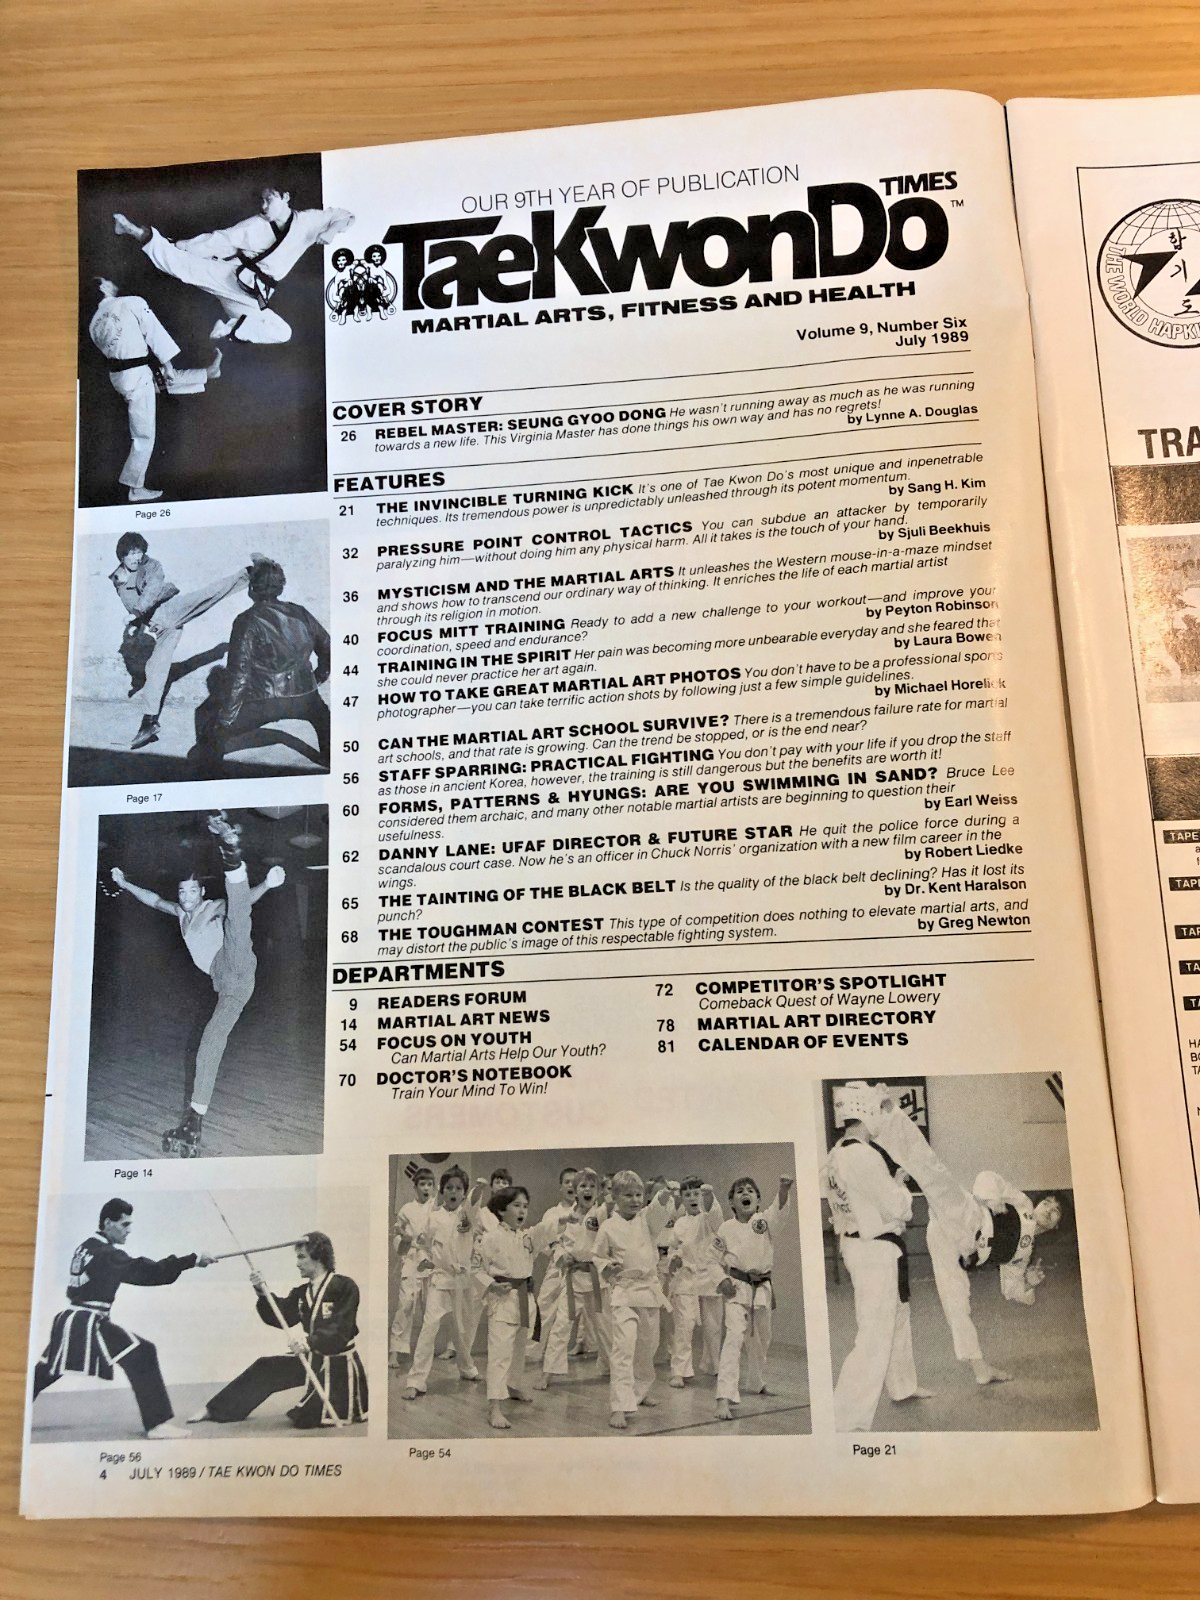 OUR 9TH YEAR OF PUBLICATION
TaeKwonDo TIMES ™
MARTIAL ARTS, FITNESS AND HEALTH
Volume 9, Number Six
July 1989
COVER STORY
26 REBEL MASTER: SEUNG GYOO DONG He wasn't running away as much as he was running
towards a new life. This Virginia Master has done things his own way and has no regrets!
by Lynne A. Douglas
FEATURES
21 THE INVINCIBLE TURNING KICK It's one of Tae Kwon Do's most unique and inpenetrable
techniques. Its tremendous power is unpredictably unleashed through its potent momentum.
by Sang H. Kim
32 PRESSURE POINT CONTROL TACTICS You can subdue an attacker by temporarily
paralyzing him—without doing him any physical harm. All it takes is the touch of your hand.
by Sjuli Beekhuis
36 MYSTICISM AND THE MARTIAL ARTS It unleashes the Western mouse-in-a-maze mindset
and shows how to transcend our ordinary way of thinking. It enriches the life of each martial artist
through its religion in motion.
40 FOCUS MITT TRAINING Ready to add a new challenge to your workout—and improve your
coordination, speed and endurance?
by Peyton Robinson
44 TRAINING IN THE SPIRIT Her pain was becoming more unbearable everyday and she feared that
she could never practice her art again.
by Laura Bowen
47 HOW TO TAKE GREAT MARTIAL ART PHOTOS You don't have to be a professional sports
photographer—you can take terrific action shots by following just a few simple guidelines.
by Michael Horelick
50 CAN THE MARTIAL ART SCHOOL SURVIVE? There is a tremendous failure rate for martial
art schools, and that rate is growing. Can the trend be stopped, or is the end near?
56 STAFF SPARRING: PRACTICAL FIGHTING You don't pay with your life if you drop the staff
as those in ancient Korea, however, the training is still dangerous but the benefits are worth it!
60 FORMS, PATTERNS & HYUNGS: ARE YOU SWIMMING IN SAND? Bruce Lee
considered them archaic, and many other notable martial artists are beginning to question their
usefulness.
by Earl Weiss
62 DANNY LANE: UFAF DIRECTOR & FUTURE STAR He quit the police force during a
scandalous court case. Now he's an officer in Chuck Norris' organization with a new film career in the
wings.
by Robert Liedke
65 THE TAINTING OF THE BLACK BELT Is the quality of the black belt declining? Has it lost its
punch?
by Dr. Kent Haralson
68 THE TOUGHMAN CONTEST This type of competition does nothing to elevate martial arts, and
may distort the public's image of this respectable fighting system.
by Greg Newton
DEPARTMENTS
9 READERS FORUM
14 MARTIAL ART NEWS
54 FOCUS ON YOUTH
Can Martial Arts Help Our Youth?
70 DOCTOR'S NOTEBOOK
Train Your Mind To Win!
72 COMPETITOR'S SPOTLIGHT
Comeback Quest of Wayne Lowery
78 MARTIAL ART DIRECTORY
81 CALENDAR OF EVENTS
Page 26
Page 17
Page 14
Page 56
Page 54
Page 21
4 JULY 1989 / TAE KWON DO TIMES
합
기
도
THE WORLD HAPK
TRA
TAPE
TAPE
TAP
TA
TA